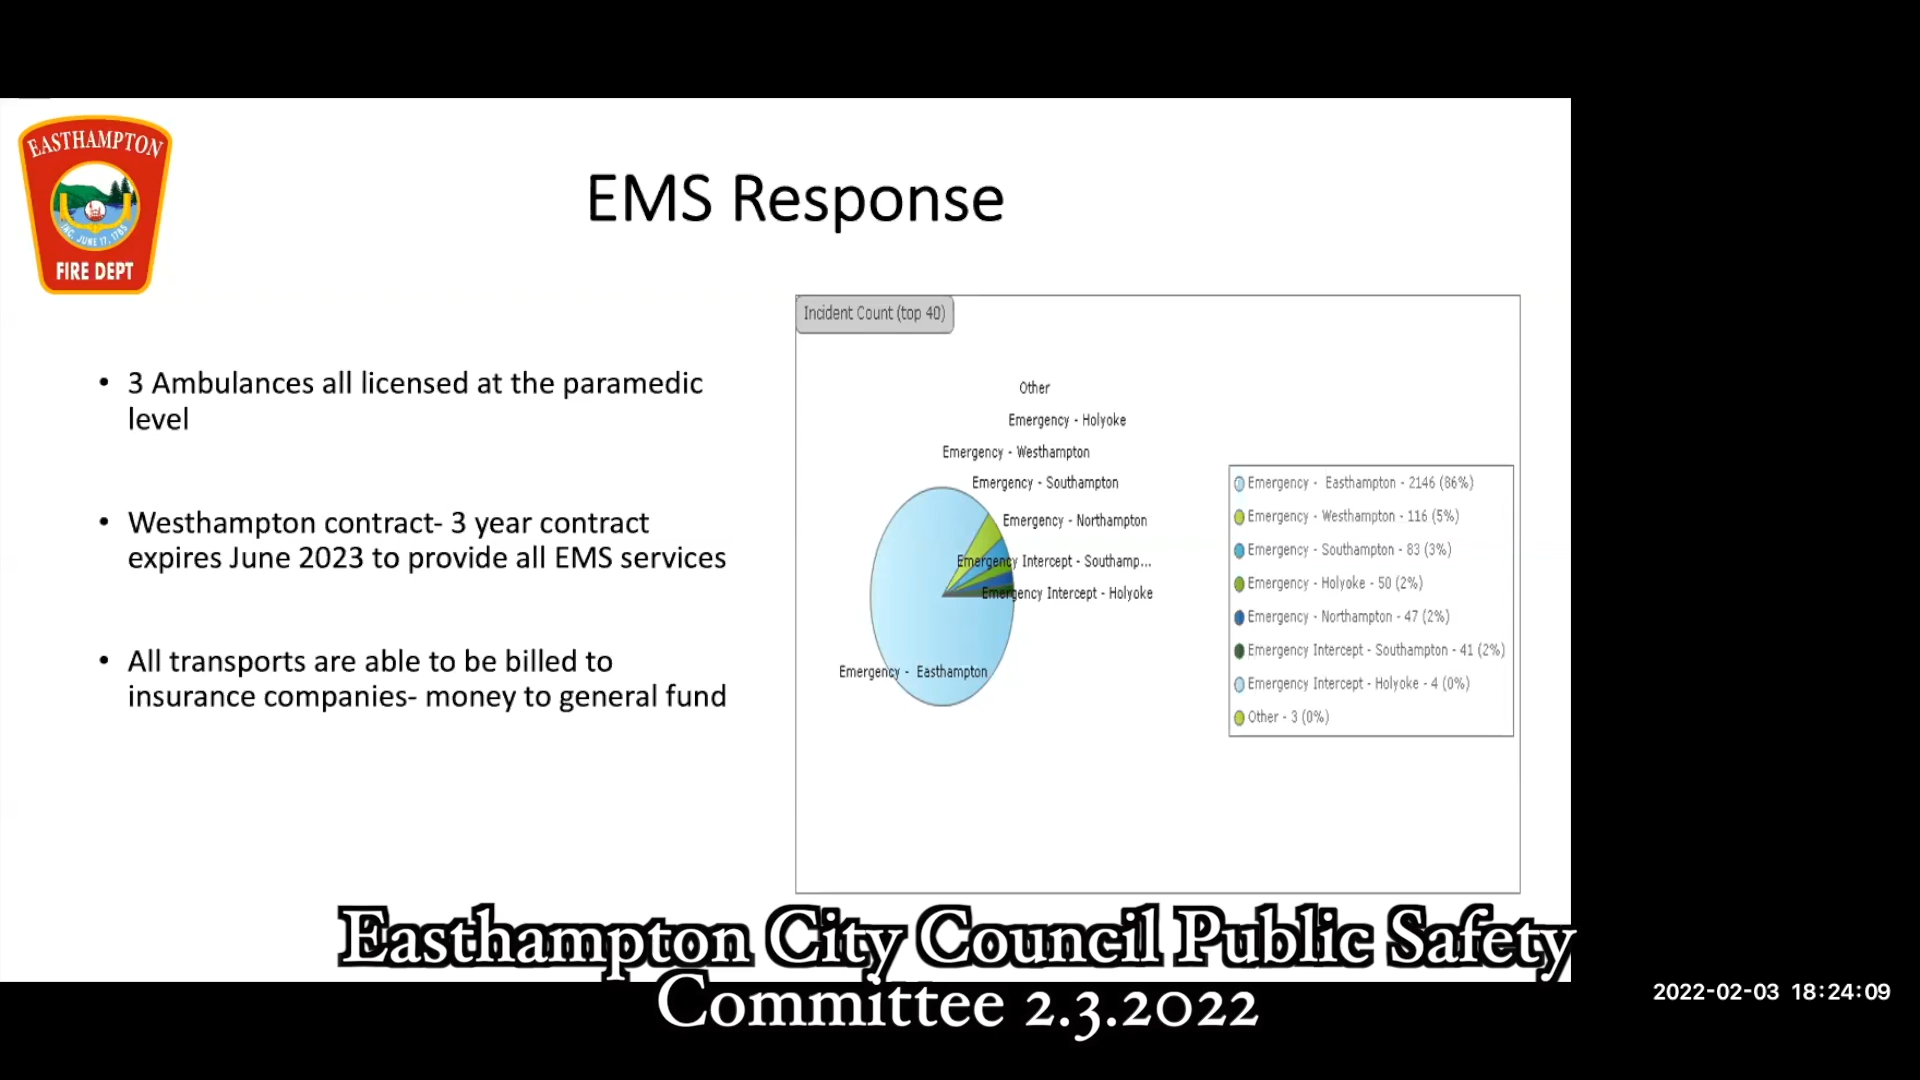 EASTHAMPTON
INC. JUNE 17, 1785
FIRE DEPT
EMS Response
• 3 Ambulances all licensed at the paramedic
level
• Westhampton contract- 3 year contract
expires June 2023 to provide all EMS services
• All transports are able to be billed to
insurance companies- money to general fund
Incident Count (top 40)
Other
Emergency - Holyoke
Emergency - Westhampton
Emergency - Southampton
Emergency - Northampton
Emergency Intercept - Southamp...
Emergency Intercept - Holyoke
Emergency - Easthampton
Emergency - Easthampton - 2146 (86%)
Emergency - Westhampton - 116 (5%)
Emergency - Southampton - 83 (3%)
Emergency - Holyoke - 50 (2%)
Emergency - Northampton - 47 (2%)
Emergency Intercept - Southampton - 41 (2%)
Emergency Intercept - Holyoke - 4 (0%)
Other - 3 (0%)
Easthampton City Council Public Safety
Committee 2.3.2022
2022-02-03 18:24:09